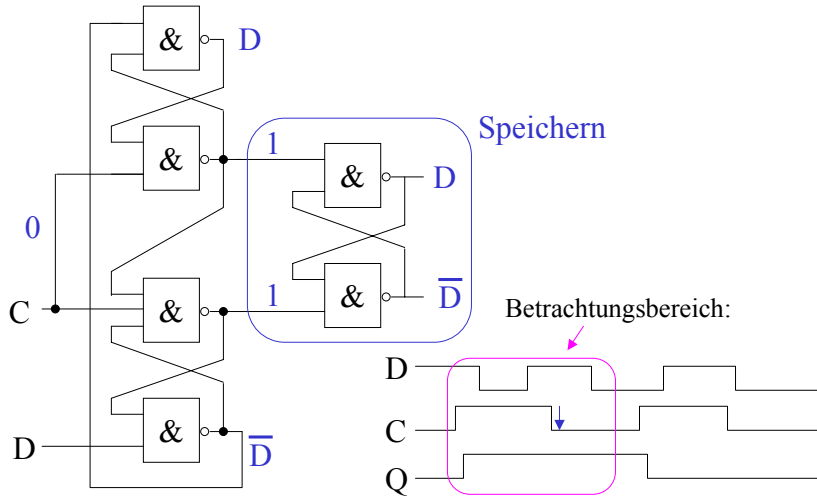 & D
Speichern
& 1 & D
0
C & 1 & D̅
Betrachtungsbereich:
D
D & D̅
C
Q